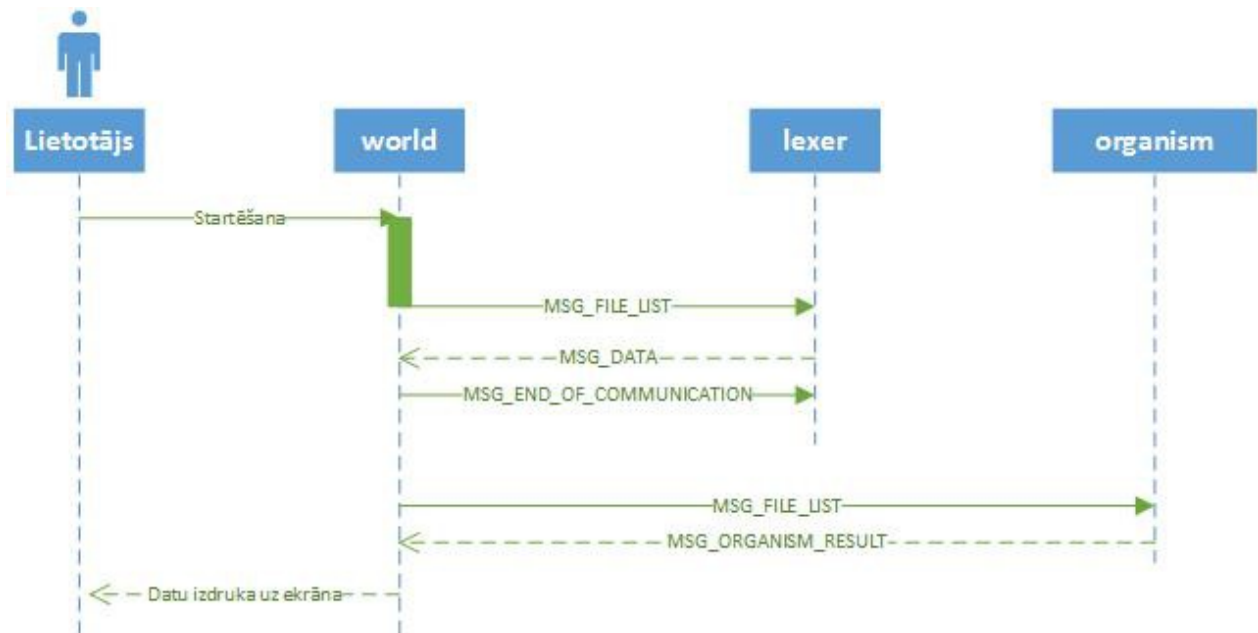 Lietotājs
world
lexer
organism
Startēšana
MSG_FILE_LIST
MSG_DATA
MSG_END_OF_COMMUNICATION
MSG_FILE_LIST
MSG_ORGANISM_RESULT
Datu izdruka uz ekrāna